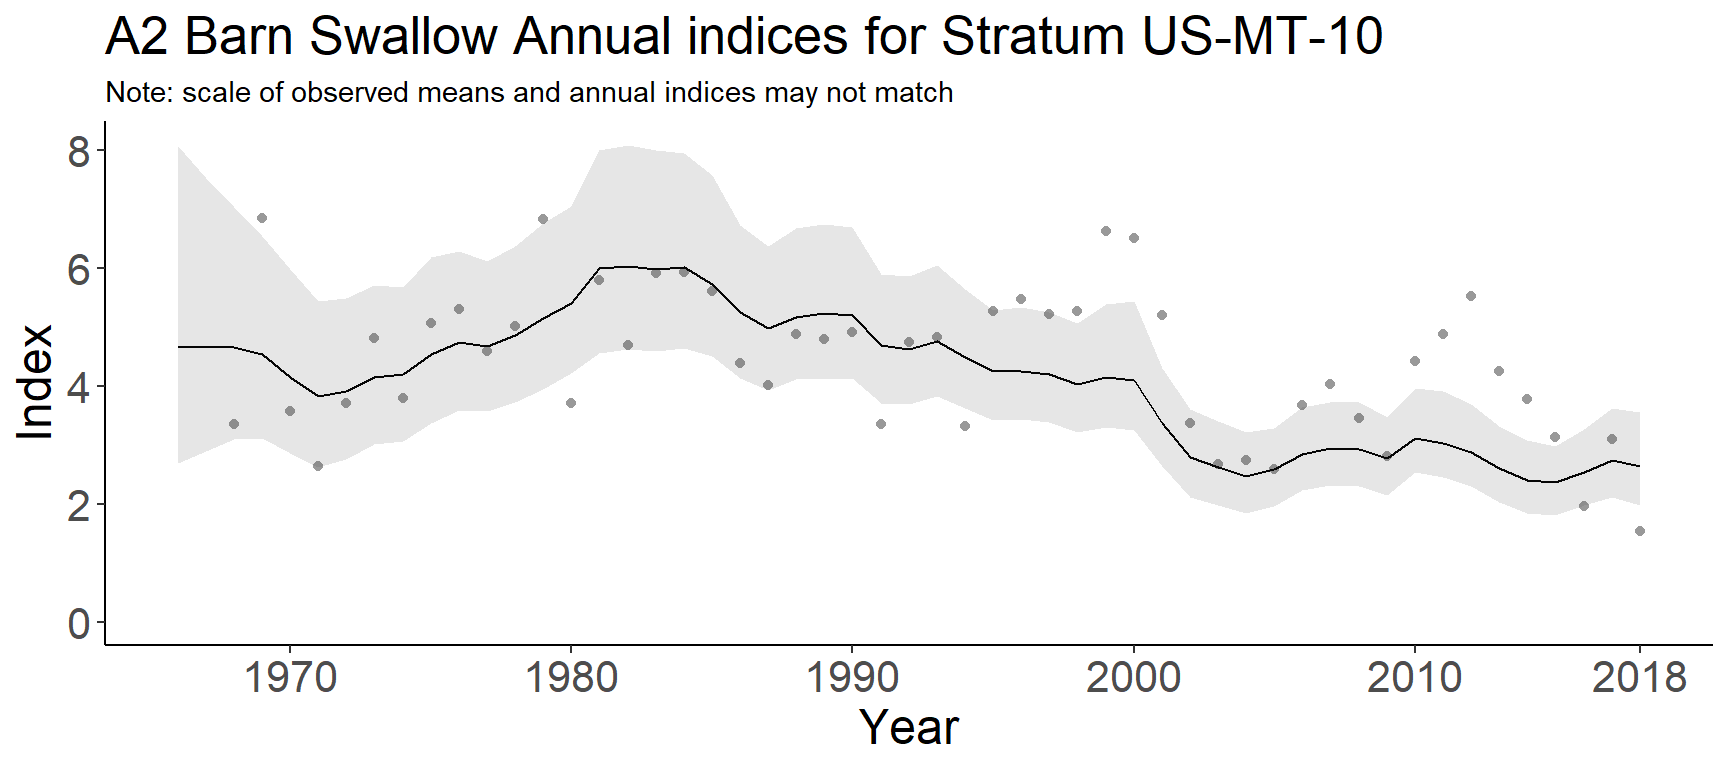 A2 Barn Swallow Annual indices for Stratum US-MT-10
Note: scale of observed means and annual indices may not match
Index
8
6
4
2
0
1970 1980 1990 2000 2010 2018
Year